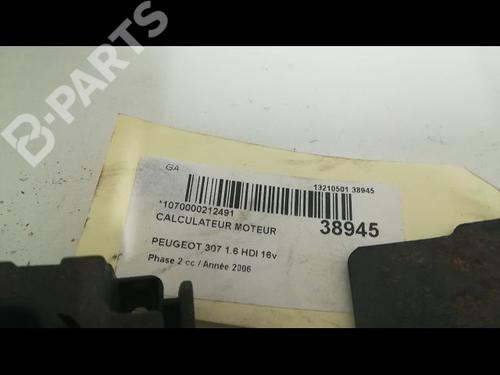 B-PARTS
GA
13210501 38945
*1070000212491
CALCULATEUR MOTEUR
38945
PEUGEOT 307 1.6 HDI 16v
Phase 2 cc / Année 2006